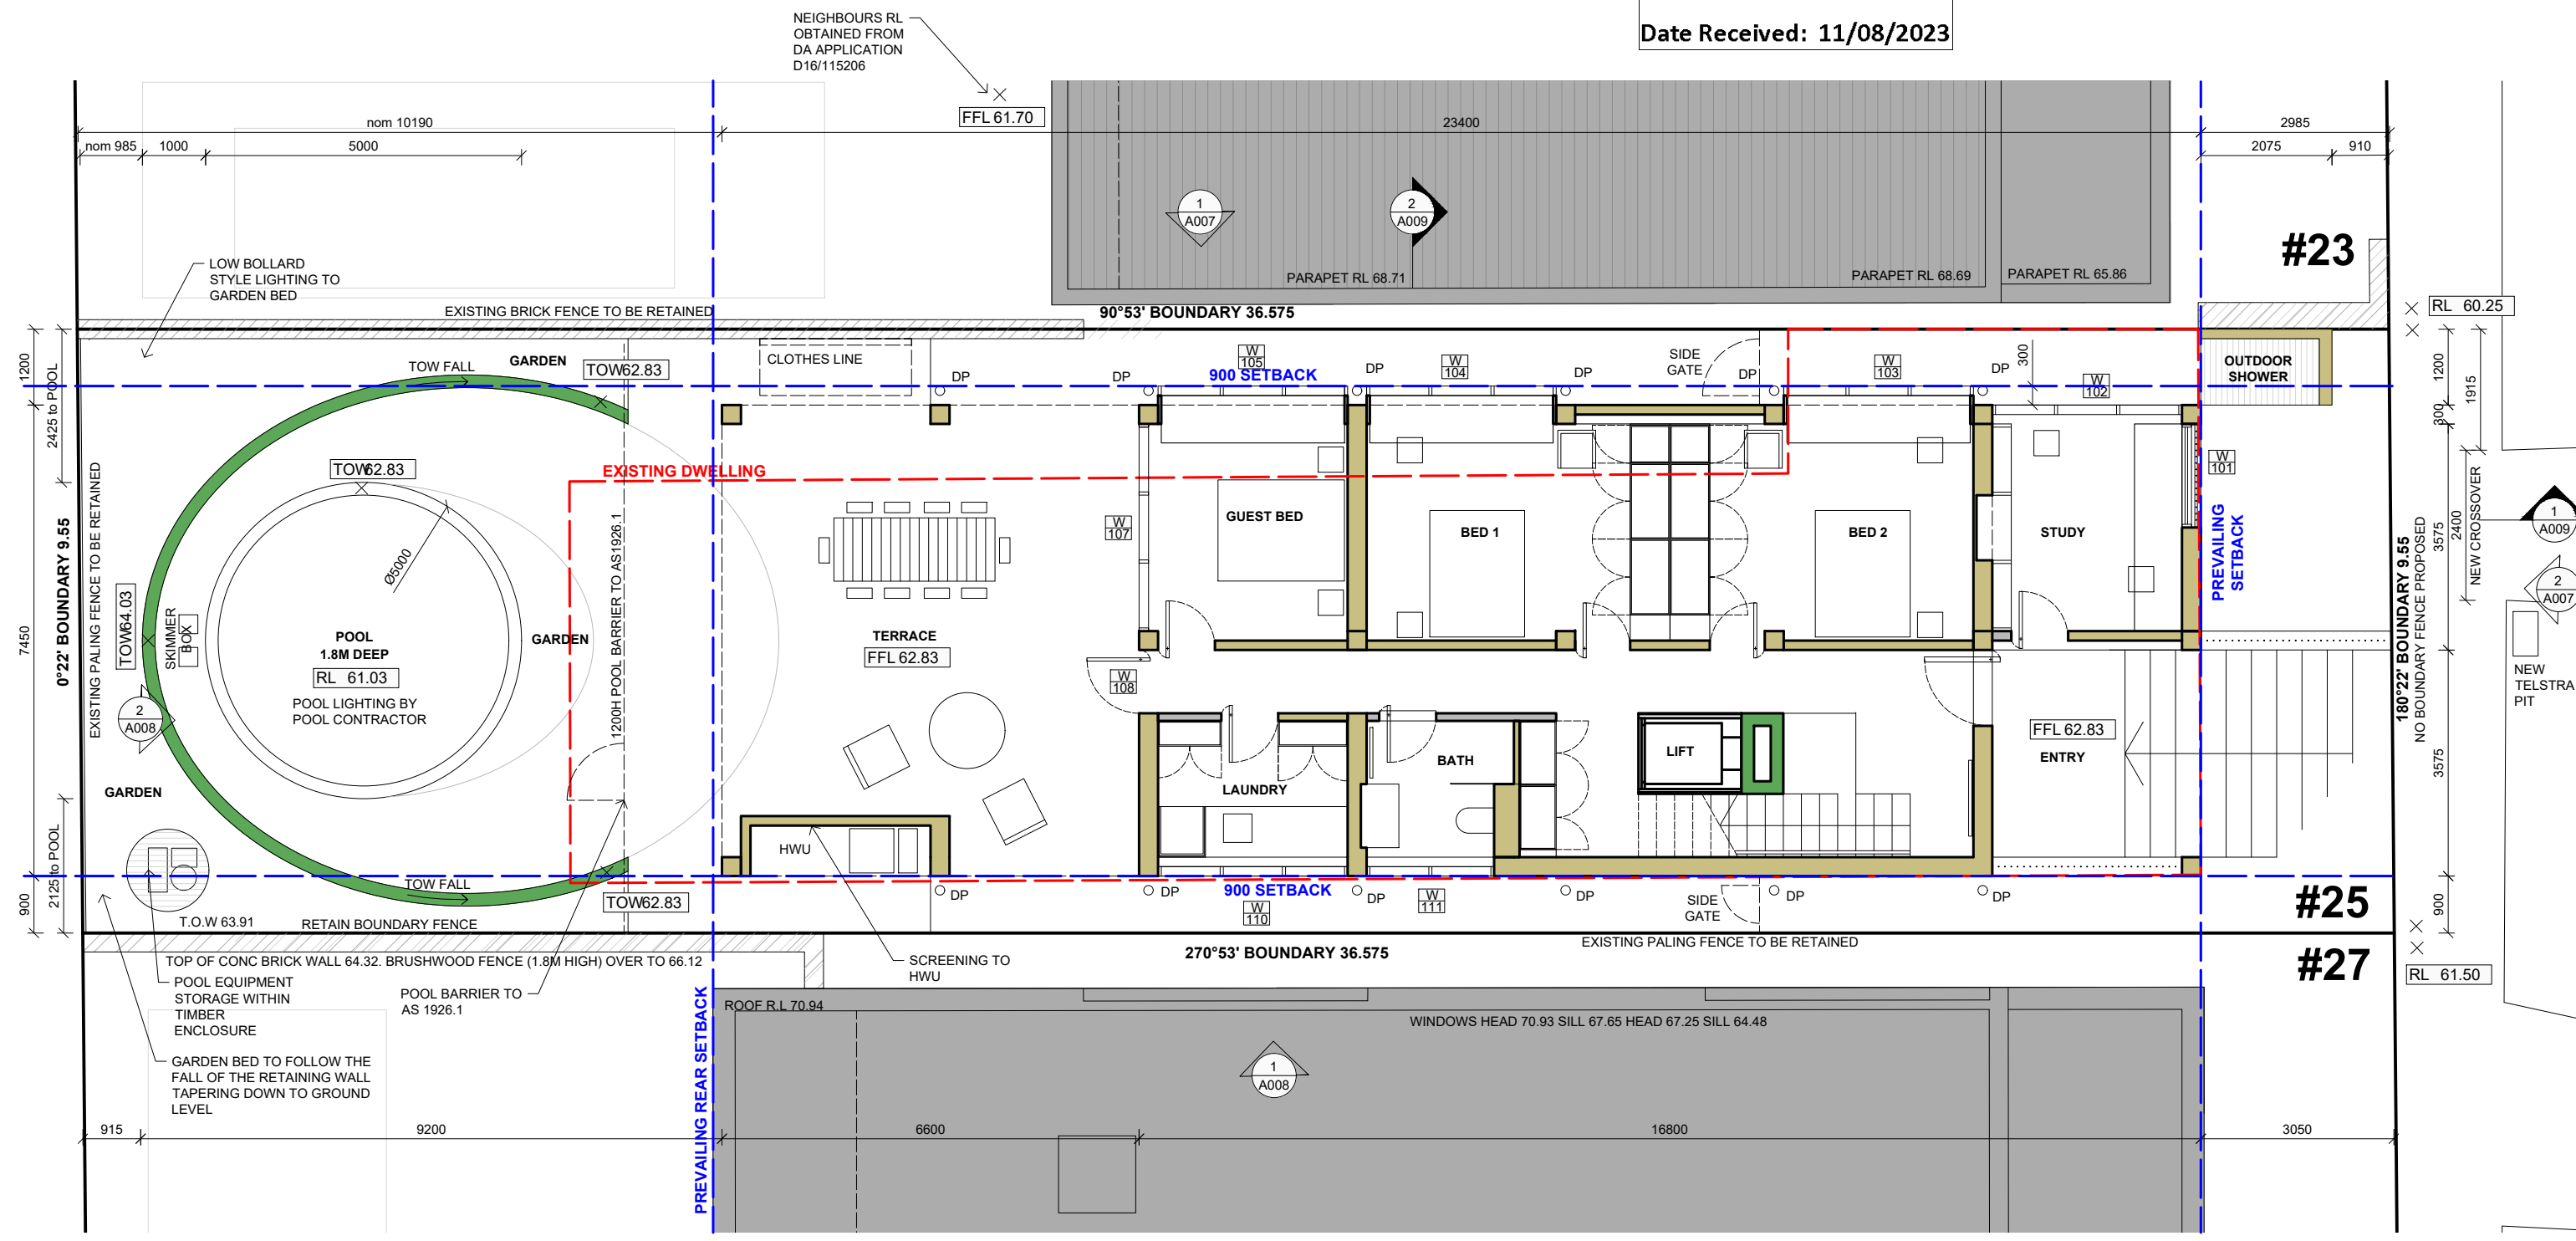 Date Received: 11/08/2023
NEIGHBOURS RL
OBTAINED FROM
DA APPLICATION
D16/115206
FFL 61.70
nom 10190
23400
2985
nom 985
1000
5000
2075
910
1
A007
2
A009
#23
LOW BOLLARD
STYLE LIGHTING TO
GARDEN BED
PARAPET RL 68.71
PARAPET RL 68.69
PARAPET RL 65.86
EXISTING BRICK FENCE TO BE RETAINED
90°53' BOUNDARY 36.575
RL 60.25
1200
2425 to POOL
TOW FALL
GARDEN
TOW62.83
CLOTHES LINE
DP
DP
W
105
900 SETBACK
DP
W
104
DP
SIDE
GATE
DP
W
103
DP
300
W
102
OUTDOOR
SHOWER
1200
1915
300
TOW62.83
EXISTING DWELLING
W
101
EXISTING PALING FENCE TO BE RETAINED
0°22' BOUNDARY 9.55
7450
TOW64.03
SKIMMER
BOX
Ø5000
POOL
1.8M DEEP
RL 61.03
POOL LIGHTING BY
POOL CONTRACTOR
GARDEN
1200H POOL BARRIER TO AS1926.1
TERRACE
FFL 62.83
W
107
W
108
GUEST BED
BED 1
BED 2
STUDY
PREVAILING
SETBACK
3575
2400
NEW CROSSOVER
1
A009
2
A007
180°22' BOUNDARY 9.55
NO BOUNDARY FENCE PROPOSED
NEW
TELSTRA
PIT
2
A008
GARDEN
LAUNDRY
BATH
LIFT
FFL 62.83
ENTRY
3575
HWU
900
2125 to POOL
TOW FALL
TOW62.83
T.O.W 63.91
RETAIN BOUNDARY FENCE
DP
DP
900 SETBACK
W
110
DP
W
111
DP
SIDE
GATE
DP
DP
#25
900
EXISTING PALING FENCE TO BE RETAINED
270°53' BOUNDARY 36.575
#27
RL 61.50
TOP OF CONC BRICK WALL 64.32. BRUSHWOOD FENCE (1.8M HIGH) OVER TO 66.12
SCREENING TO
HWU
POOL EQUIPMENT
STORAGE WITHIN
TIMBER
ENCLOSURE
POOL BARRIER TO
AS 1926.1
PREVAILING REAR SETBACK
ROOF R.L 70.94
WINDOWS HEAD 70.93 SILL 67.65 HEAD 67.25 SILL 64.48
GARDEN BED TO FOLLOW THE
FALL OF THE RETAINING WALL
TAPERING DOWN TO GROUND
LEVEL
1
A008
915
9200
6600
16800
3050